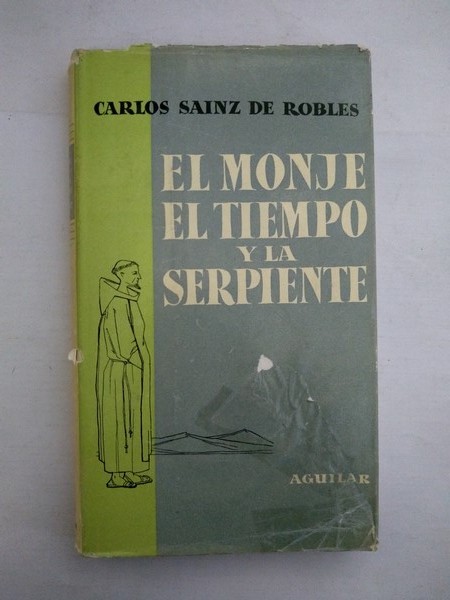 CARLOS SAINZ DE ROBLES
EL MONJE
EL TIEMPO
Y LA
SERPIENTE
AGUILAR